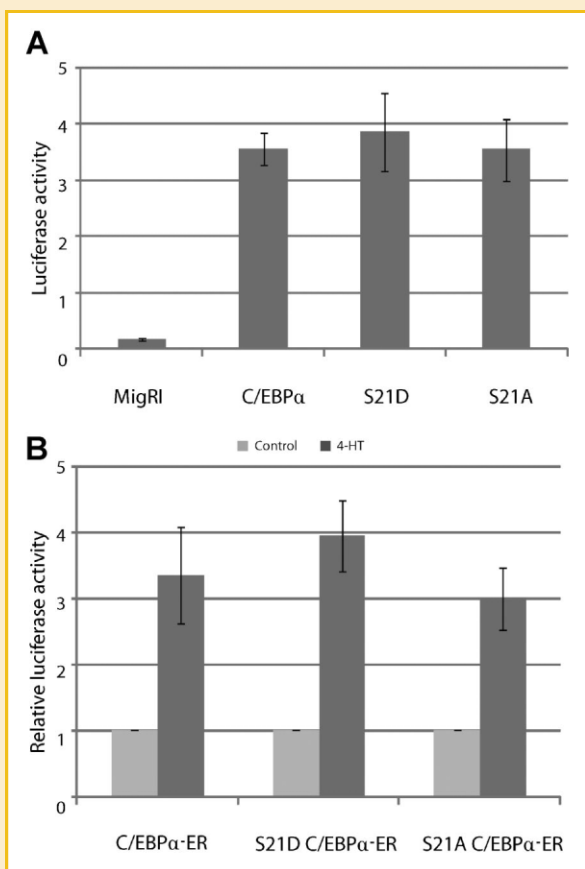 A
5
4
3
2
1
0
Luciferase activity
MigRI C/EBPα S21D S21A
B
Control 4-HT
5
4
3
2
1
0
Relative luciferase activity
C/EBPα-ER S21D C/EBPα-ER S21A C/EBPα-ER